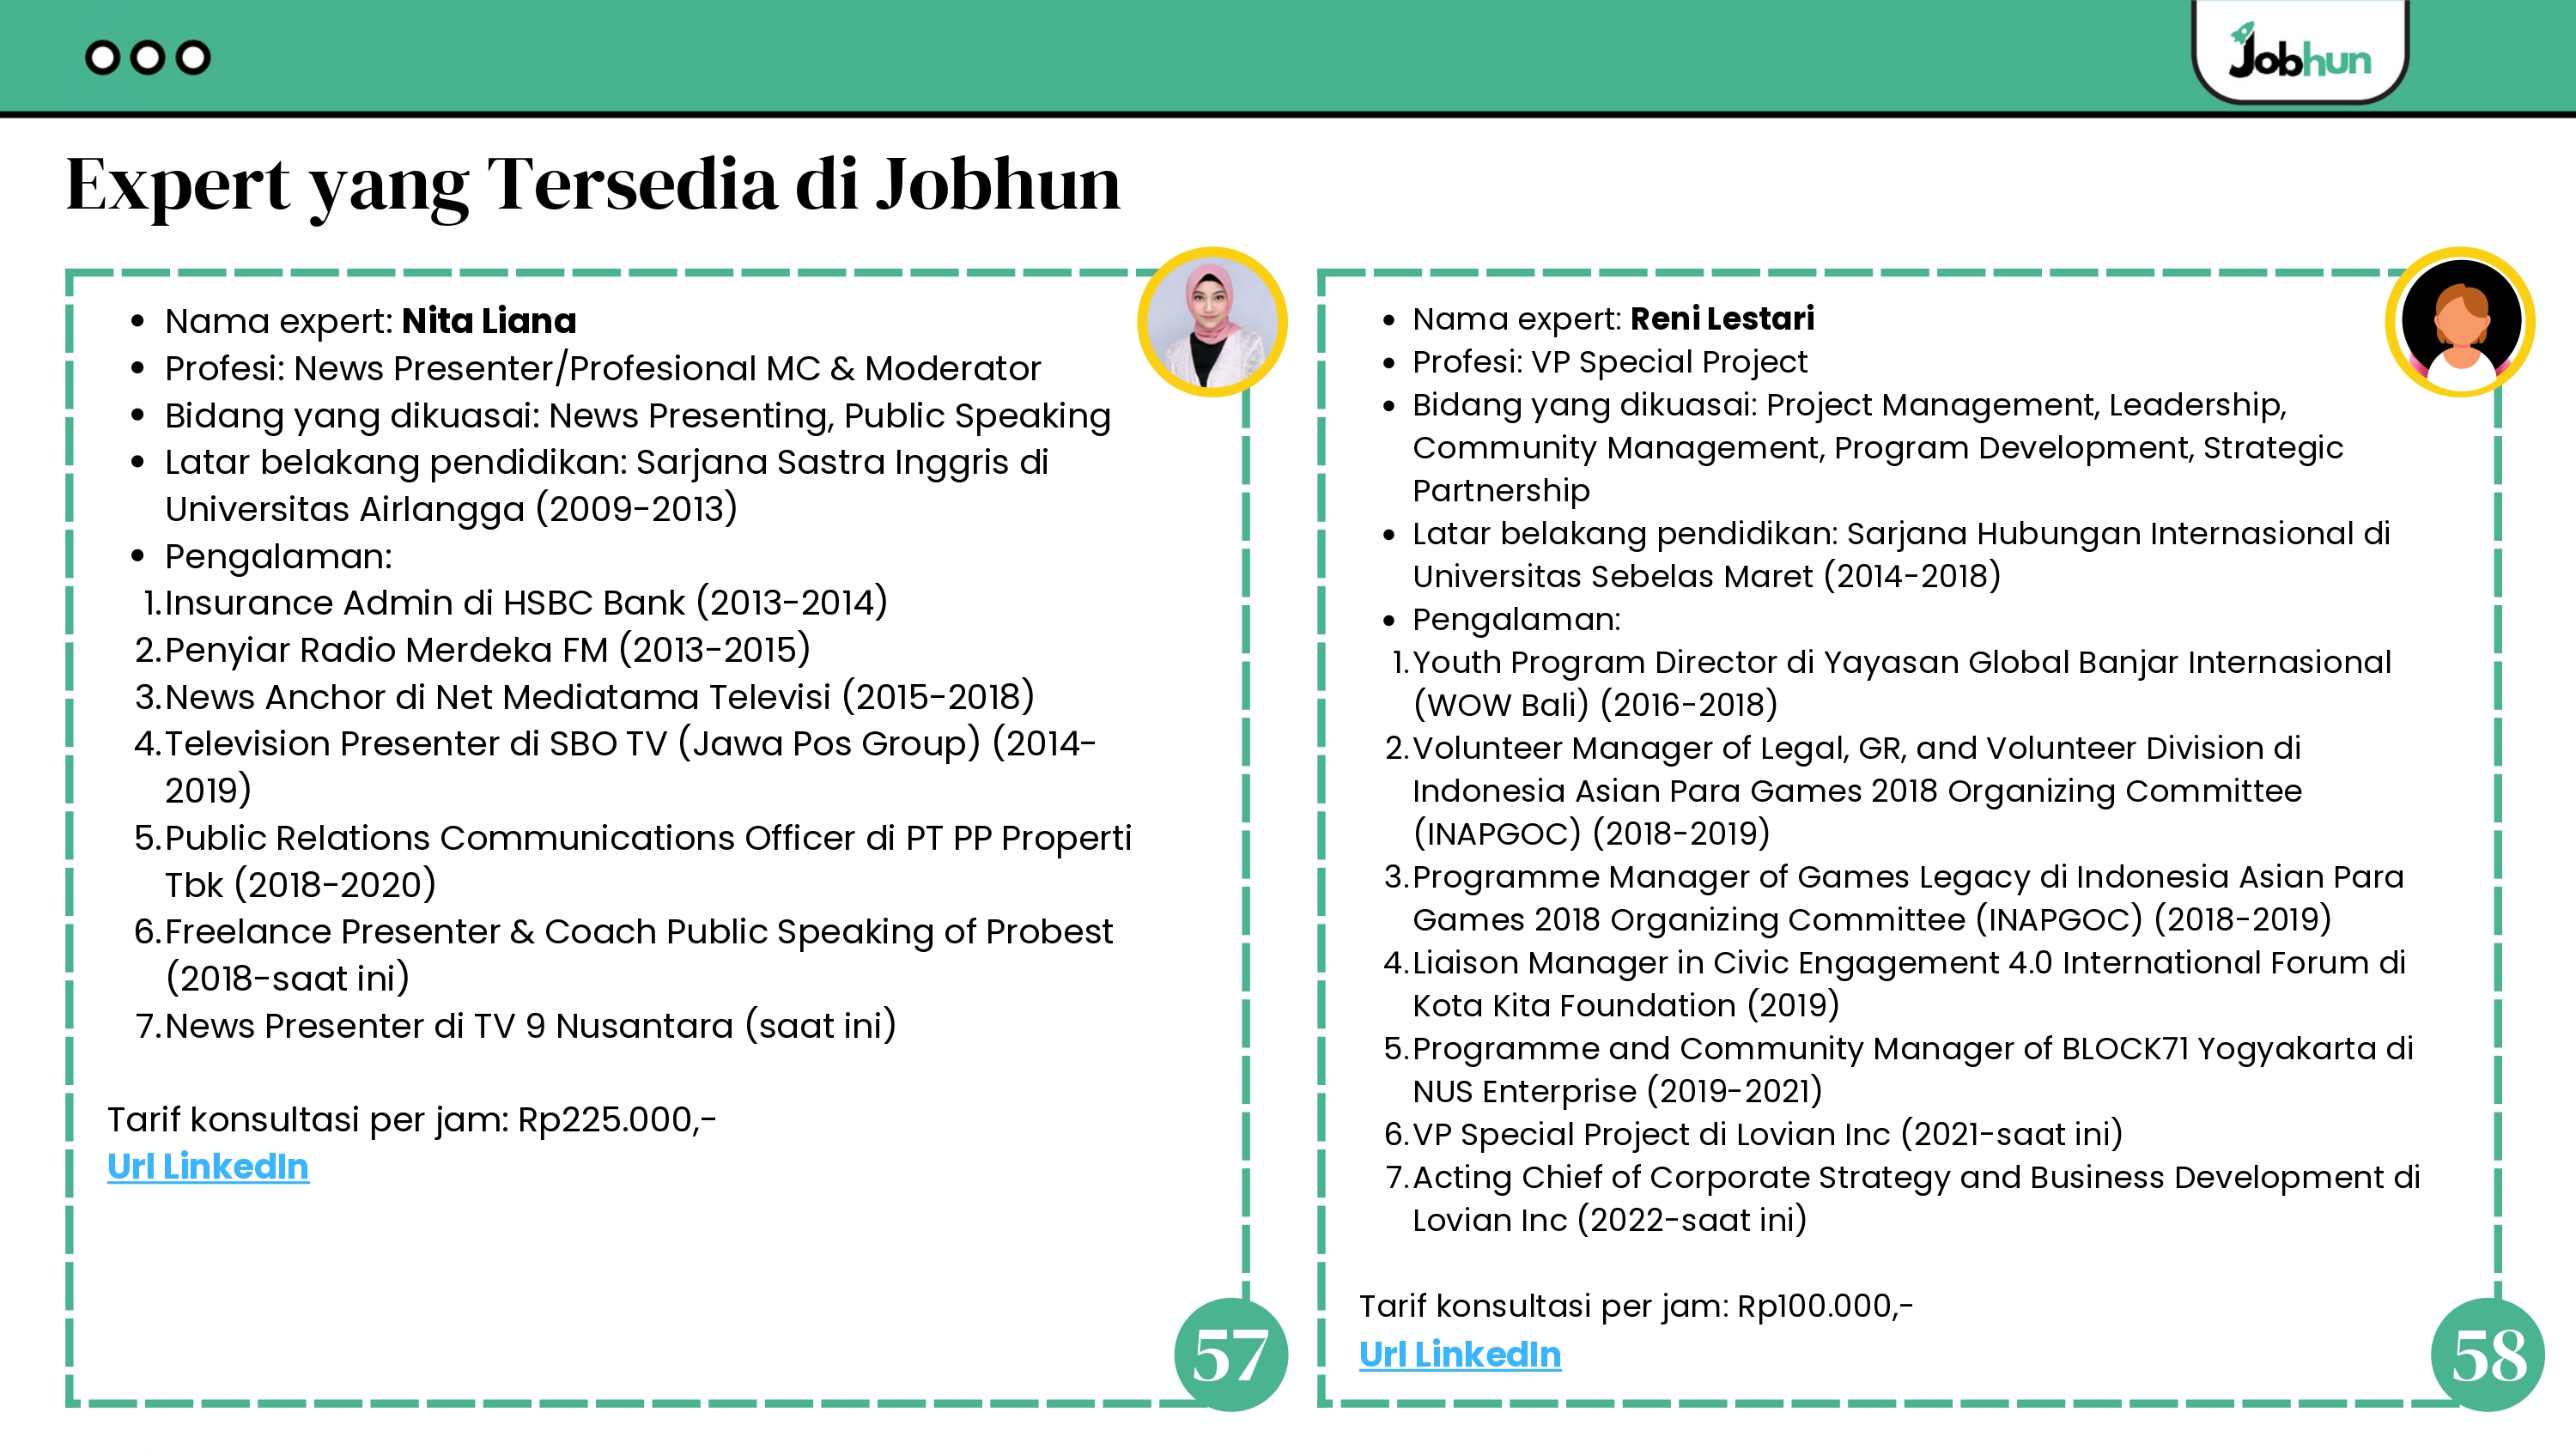 Jobhun
Expert yang Tersedia di Jobhun
• Nama expert: Nita Liana
• Profesi: News Presenter/Profesional MC & Moderator
• Bidang yang dikuasai: News Presenting, Public Speaking
• Latar belakang pendidikan: Sarjana Sastra Inggris di
Universitas Airlangga (2009-2013)
• Pengalaman:
1. Insurance Admin di HSBC Bank (2013-2014)
2. Penyiar Radio Merdeka FM (2013-2015)
3. News Anchor di Net Mediatama Televisi (2015-2018)
4. Television Presenter di SBO TV (Jawa Pos Group) (2014-
2019)
5. Public Relations Communications Officer di PT PP Properti
Tbk (2018-2020)
6. Freelance Presenter & Coach Public Speaking of Probest
(2018-saat ini)
7. News Presenter di TV 9 Nusantara (saat ini)
Tarif konsultasi per jam: Rp225.000,-
Url LinkedIn
57
• Nama expert: Reni Lestari
• Profesi: VP Special Project
• Bidang yang dikuasai: Project Management, Leadership,
Community Management, Program Development, Strategic
Partnership
• Latar belakang pendidikan: Sarjana Hubungan Internasional di
Universitas Sebelas Maret (2014-2018)
• Pengalaman:
1. Youth Program Director di Yayasan Global Banjar Internasional
(WOW Bali) (2016-2018)
2. Volunteer Manager of Legal, GR, and Volunteer Division di
Indonesia Asian Para Games 2018 Organizing Committee
(INAPGOC) (2018-2019)
3. Programme Manager of Games Legacy di Indonesia Asian Para
Games 2018 Organizing Committee (INAPGOC) (2018-2019)
4. Liaison Manager in Civic Engagement 4.0 International Forum di
Kota Kita Foundation (2019)
5. Programme and Community Manager of BLOCK71 Yogyakarta di
NUS Enterprise (2019-2021)
6. VP Special Project di Lovian Inc (2021-saat ini)
7. Acting Chief of Corporate Strategy and Business Development di
Lovian Inc (2022-saat ini)
Tarif konsultasi per jam: Rp100.000,-
Url LinkedIn
58